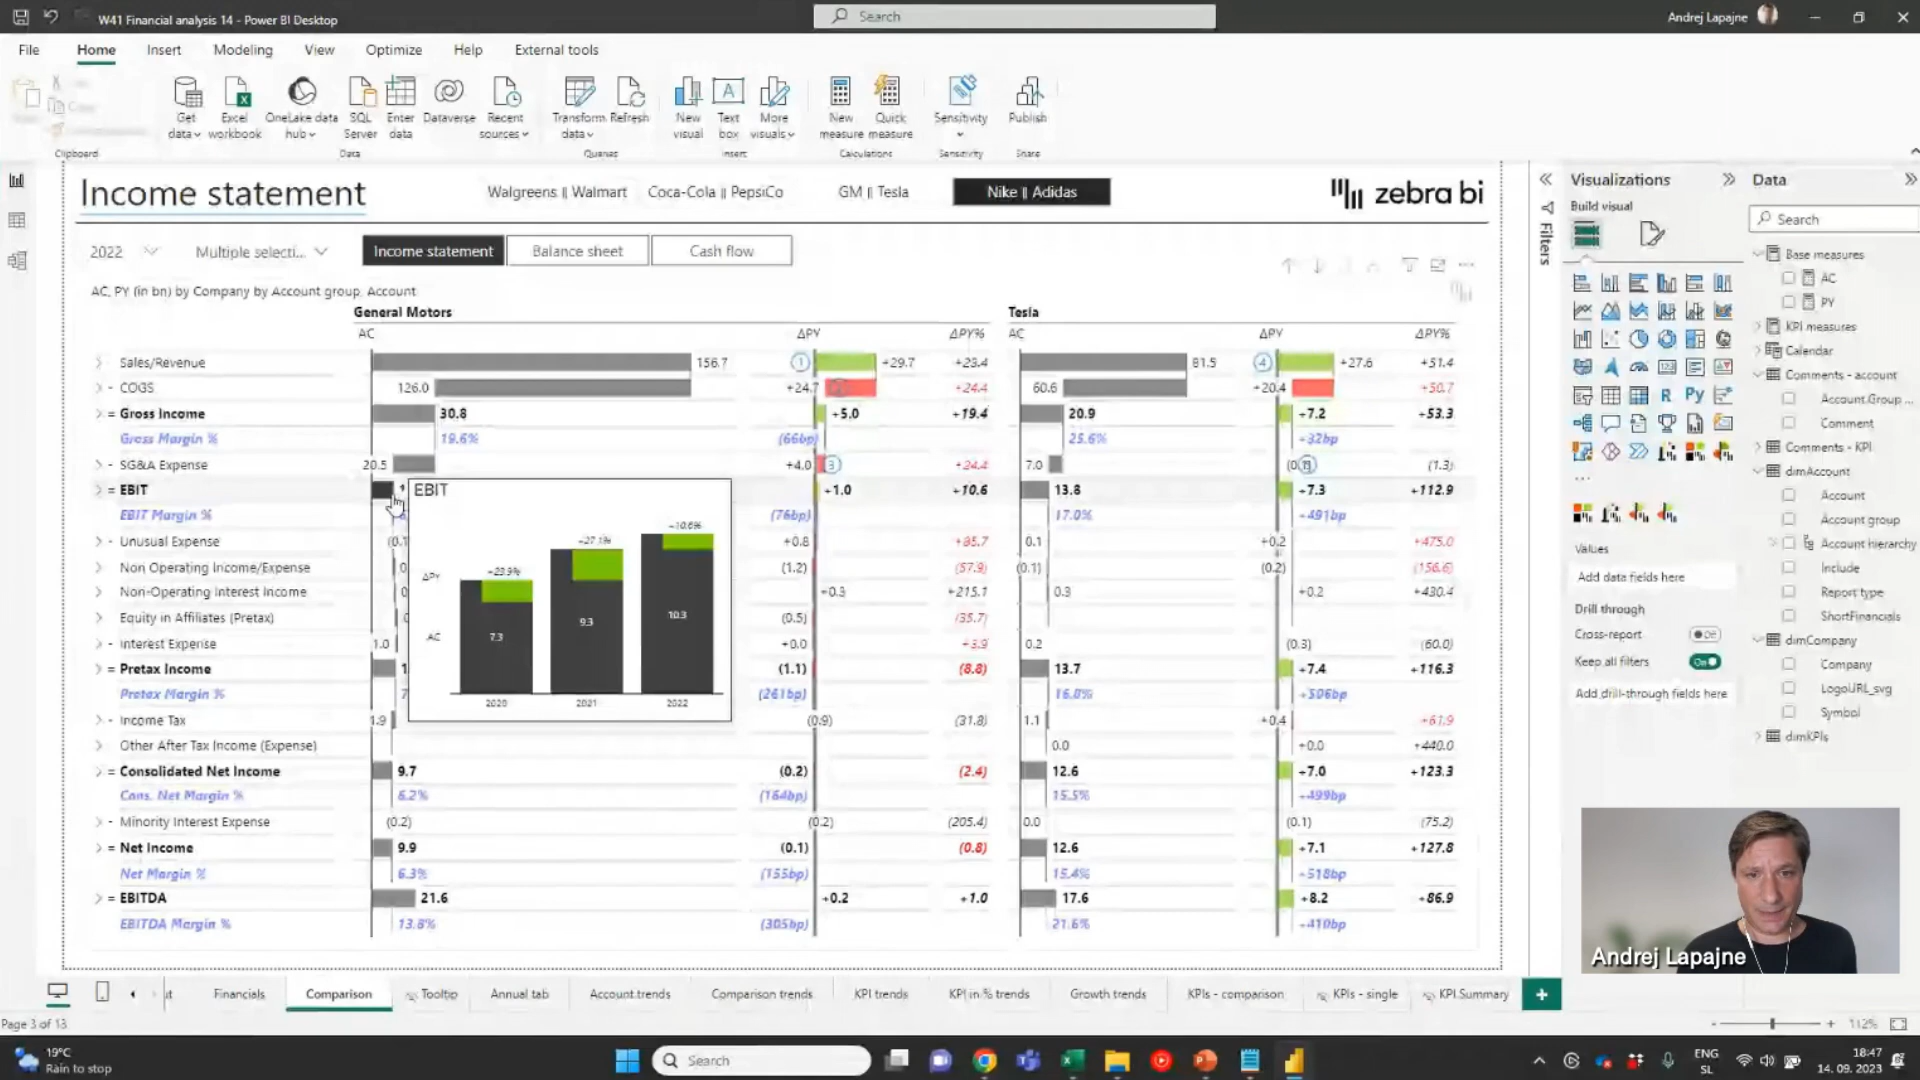 W41 Financial analysis 14 - Power BI Desktop
Search
Andrej Lapajne
File Home Insert Modeling View Optimize Help External tools
Get data
Excel workbook
OneLake data hub
SQL Server
Enter data
Dataverse
Recent sources
Transform data
Refresh
New visual
Text box
More visuals
New measure
Quick measure
Sensitivity
Publish
Clipboard Data Queries Insert Calculations Sensitivity Share
Income statement
Walgreens || Walmart Coca-Cola || PepsiCo GM || Tesla Nike || Adidas
zebra bi
2022 Multiple selecti... Income statement Balance sheet Cash flow
AC, PY (in bn) by Company by Account group, Account
General Motors Tesla
AC ΔPY ΔPY% AC ΔPY ΔPY%
Sales/Revenue 156.7 1 +29.7 +23.4 81.5 4 +27.6 +51.4
- COGS 126.0 +24.7 +24.4 60.6 +20.4 +50.7
= Gross Income 30.8 +5.0 +19.4 20.9 +7.2 +53.3
Gross Margin % 19.6% (66bp) 25.6% +32bp
- SG&A Expense 20.5 +4.0 3 +24.4 7.0 (1.3)
= EBIT +1.0 +10.6 13.8 +7.3 +112.9
EBIT Margin % (76bp) 17.0% +491bp
- Unusual Expense +0.8 +85.7 0.1 +0.2 +475.0
Non Operating Income/Expense (1.2) (57.9) (0.1) (0.2) (156.6)
Non-Operating Interest Income +0.3 +215.1 0.3 +0.2 +430.4
Equity in Affiliates (Pretax) (0.5) (35.7)
- Interest Expense 1.0 +0.0 +3.9 0.2 (0.3) (60.0)
= Pretax Income (1.1) (8.8) 13.7 +7.4 +116.3
Pretax Margin % (261bp) 16.8% +506bp
- Income Tax 1.9 (0.9) (31.8) 1.1 +0.4 +61.9
Other After Tax Income (Expense) 0.0 +0.0 +440.0
= Consolidated Net Income 9.7 (0.2) (2.4) 12.6 +7.0 +123.3
Cons. Net Margin % 6.2% (164bp) 15.5% +499bp
- Minority Interest Expense (0.2) (0.2) (205.4) 0.0 (0.1) (75.2)
= Net Income 9.9 (0.1) (0.8) 12.6 +7.1 +127.8
Net Margin % 6.3% (155bp) 15.4% +518bp
= EBITDA 21.6 +0.2 +1.0 17.6 +8.2 +86.9
EBITDA Margin % 13.8% (305bp) 21.6% +410bp
EBIT
+23.9% +27.1% +10.6%
ΔPY
AC 7.3 9.3 10.3
2020 2021 2022
Filters
Visualizations
Build visual
Values
Add data fields here
Drill through
Cross-report Off
Keep all filters On
Add drill-through fields here
Data
Search
Base measures
AC
PY
KPI measures
Calendar
Comments - account
Account Group ...
Comment
Comments - KPI
dimAccount
Account
Account group
Account hierarchy
Include
Report type
ShortFinancials
dimCompany
Company
LogoURL_svg
Symbol
dimKPIs
Andrej Lapajne
Financials Comparison Tooltip Annual tab Account trends Comparison trends KPI trends KPI in % trends Growth trends KPIs - comparison KPIs - single KPI Summary +
Page 3 of 13
112%
19°C
Rain to stop
Search
ENG
SL
18:47
14. 09. 2023